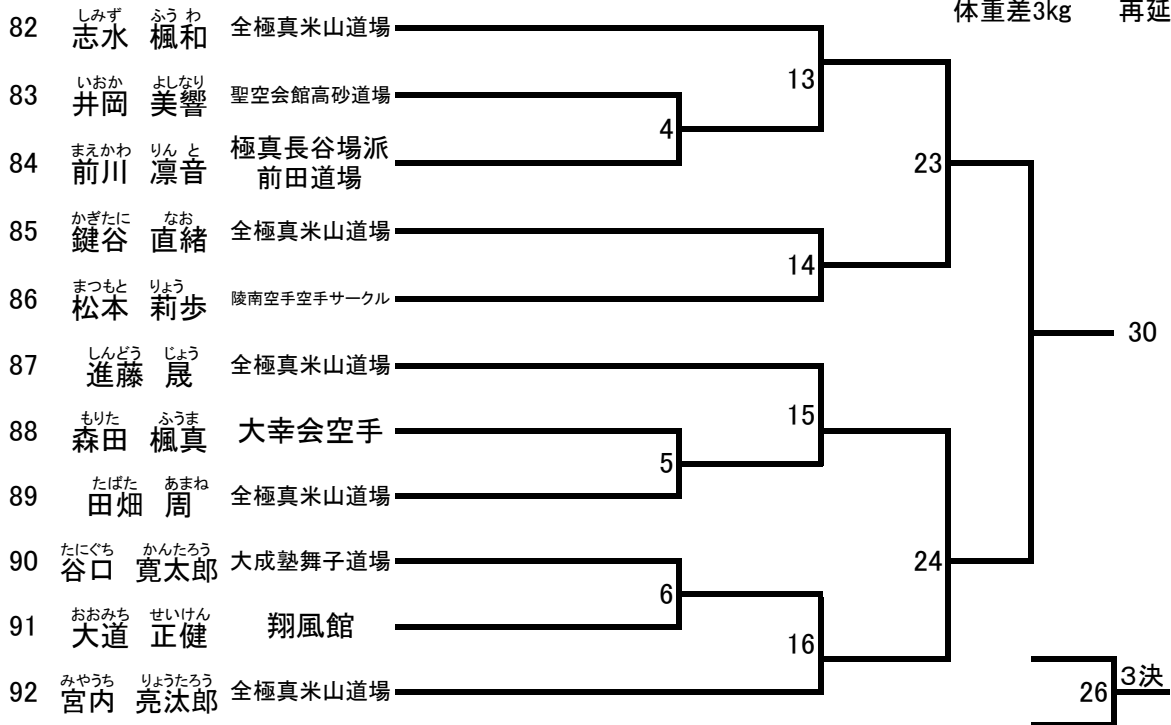 体重差3kg 再延
しみず ふう わ
82 志水 楓和 全極真米山道場
13
いおか よしなり
83 井岡 美響 聖空会館高砂道場
4
まえかわ りん と
84 前川 凛音 極真長谷場派
前田道場
23
かぎたに なお
85 鍵谷 直緒 全極真米山道場
14
まつもと りょう
86 松本 莉歩 陵南空手空手サークル
30
しんどう じょう
87 進藤 晟 全極真米山道場
15
もりた ふうま
88 森田 楓真 大幸会空手
5
たばた あまね
89 田畑 周 全極真米山道場
たにぐち かんたろう
90 谷口 寛太郎 大成塾舞子道場
24
6
おおみち せいけん
91 大道 正健 翔風館
16
みやうち りょうたろう
92 宮内 亮汰郎 全極真米山道場
26 3決